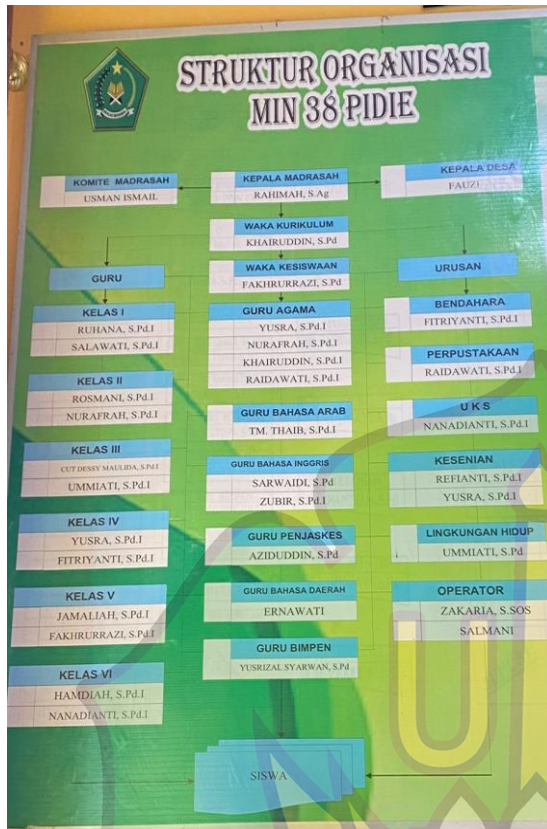 STRUKTUR ORGANISASI
MIN 38 PIDIE
KOMITE MADRASAH
USMAN ISMAIL
KEPALA MADRASAH
RAHIMAH, S.Ag
KEPALA DESA
FAUZI
WAKA KURIKULUM
KHAIRUDDIN, S.Pd
WAKA KESISWAAN
FAKHRURRAZI, S.Pd
GURU
KELAS I
RUHANA, S.Pd.I
SALAWATI, S.Pd.I
KELAS II
ROSMANI, S.Pd.I
NURAFRAH, S.Pd.I
KELAS III
CUT DESSY MAULIDA, S.Pd.I
UMMIATI, S.Pd.I
KELAS IV
YUSRA, S.Pd.I
FITRIYANTI, S.Pd.I
KELAS V
JAMALIAH, S.Pd.I
FAKHRURRAZI, S.Pd.I
KELAS VI
HAMDIAH, S.Pd.I
NANADIANTI, S.Pd.I
GURU AGAMA
YUSRA, S.Pd.I
NURAFRAH, S.Pd.I
KHAIRUDDIN, S.Pd.I
RAIDAWATI, S.Pd.I
GURU BAHASA ARAB
TM. THAIB, S.Pd.I
GURU BAHASA INGGRIS
SARWAIDI, S.Pd
ZUBIR, S.Pd.I
GURU PENJASKES
AZIDUDDIN, S.Pd
GURU BAHASA DAERAH
ERNAWATI
GURU BIMPEN
YUSRIZAL SYARWAN, S.Pd
URUSAN
BENDAHARA
FITRIYANTI, S.Pd.I
PERPUSTAKAAN
RAIDAWATI, S.Pd.I
U K S
NANADIANTI, S.Pd.I
KESENIAN
REFIANTI, S.Pd.I
YUSRA, S.Pd.I
LINGKUNGAN HIDUP
UMMIATI, S.Pd
OPERATOR
ZAKARIA, S.SOS
SALMANI
SISWA